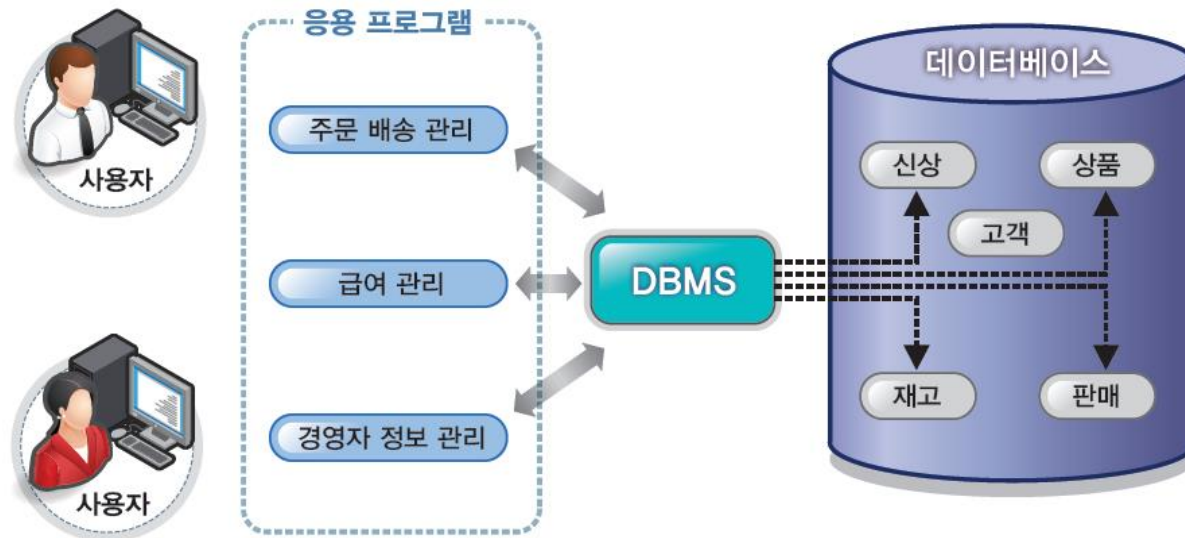 응용 프로그램
데이터베이스
사용자
주문 배송 관리
신상
상품
고객
급여 관리
DBMS
재고
판매
경영자 정보 관리
사용자